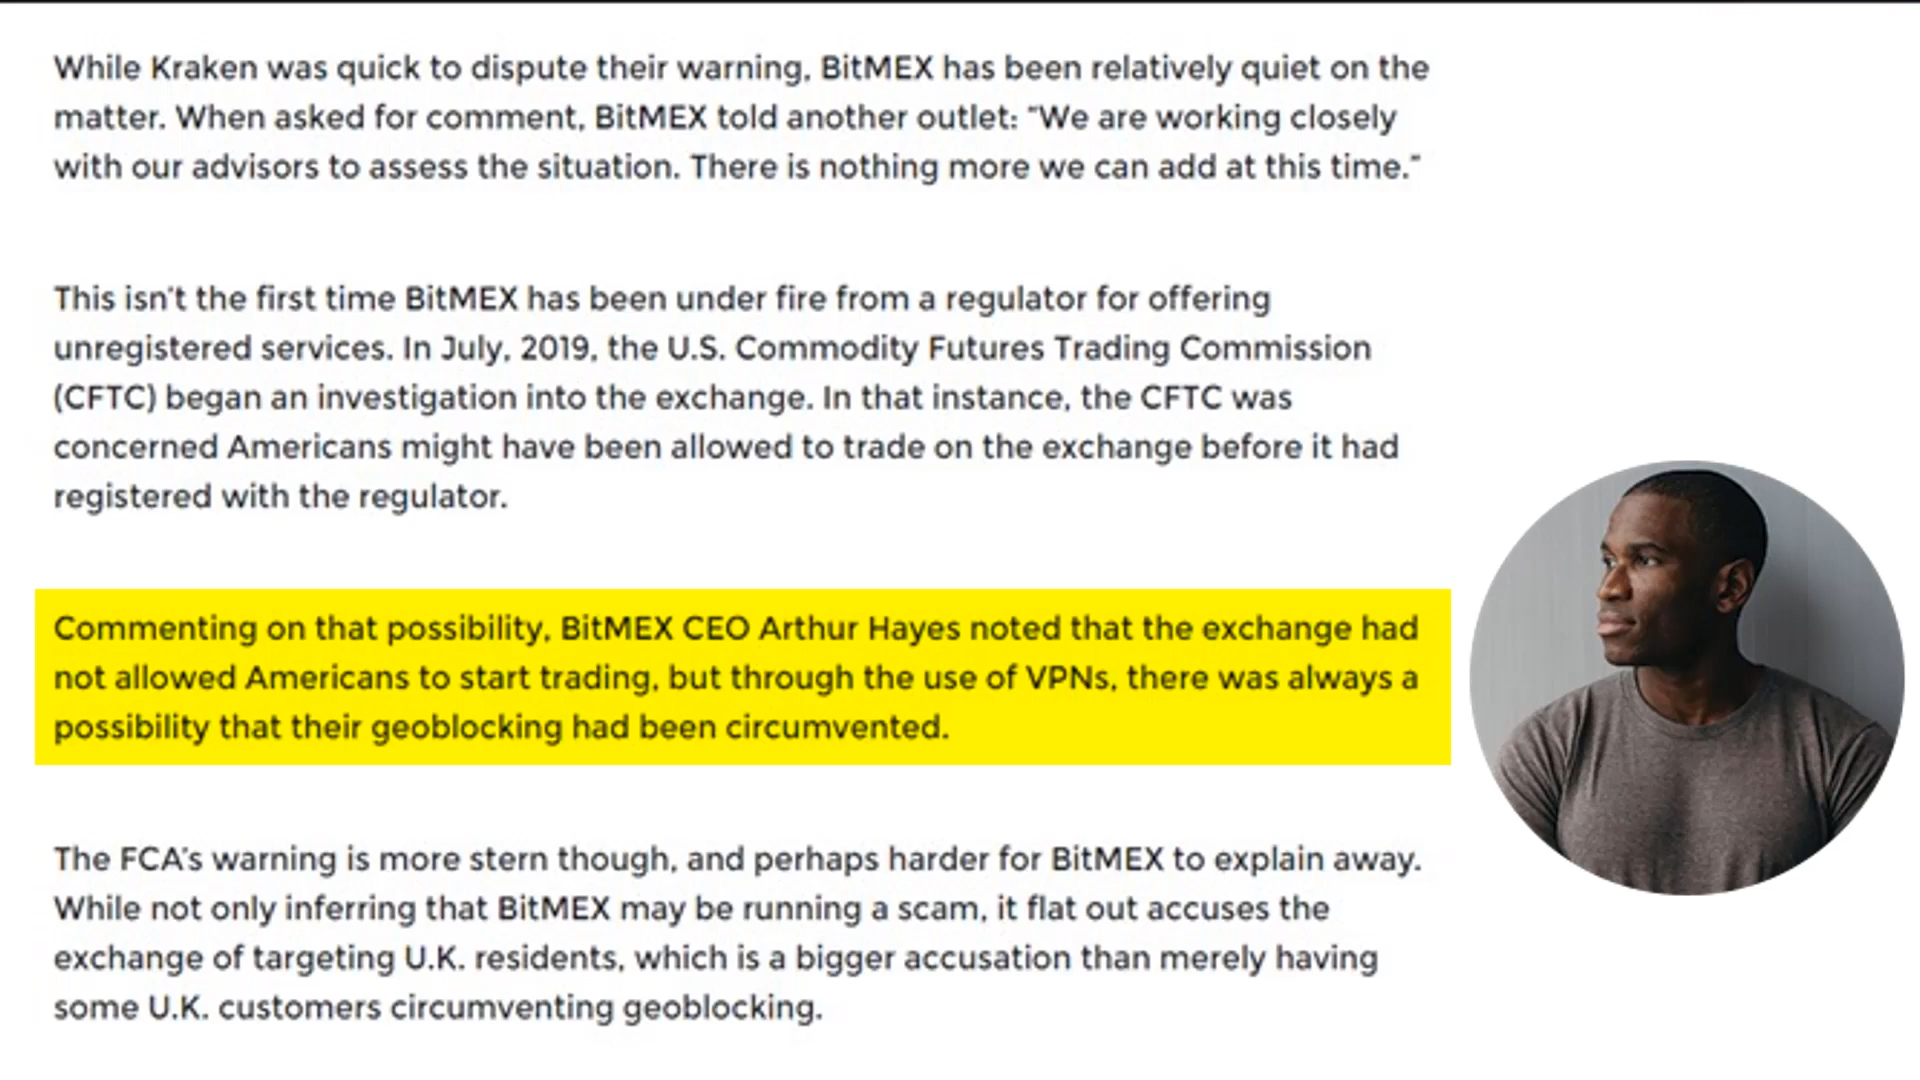 While Kraken was quick to dispute their warning, BitMEX has been relatively quiet on the
matter. When asked for comment, BitMEX told another outlet: “We are working closely
with our advisors to assess the situation. There is nothing more we can add at this time.”
This isn’t the first time BitMEX has been under fire from a regulator for offering
unregistered services. In July, 2019, the U.S. Commodity Futures Trading Commission
(CFTC) began an investigation into the exchange. In that instance, the CFTC was
concerned Americans might have been allowed to trade on the exchange before it had
registered with the regulator.
Commenting on that possibility, BitMEX CEO Arthur Hayes noted that the exchange had
not allowed Americans to start trading, but through the use of VPNs, there was always a
possibility that their geoblocking had been circumvented.
The FCA’s warning is more stern though, and perhaps harder for BitMEX to explain away.
While not only inferring that BitMEX may be running a scam, it flat out accuses the
exchange of targeting U.K. residents, which is a bigger accusation than merely having
some U.K. customers circumventing geoblocking.